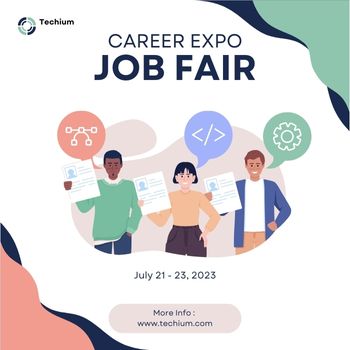 Techium
CAREER EXPO
JOB FAIR
</>
July 21 - 23, 2023
More Info :
www.techium.com